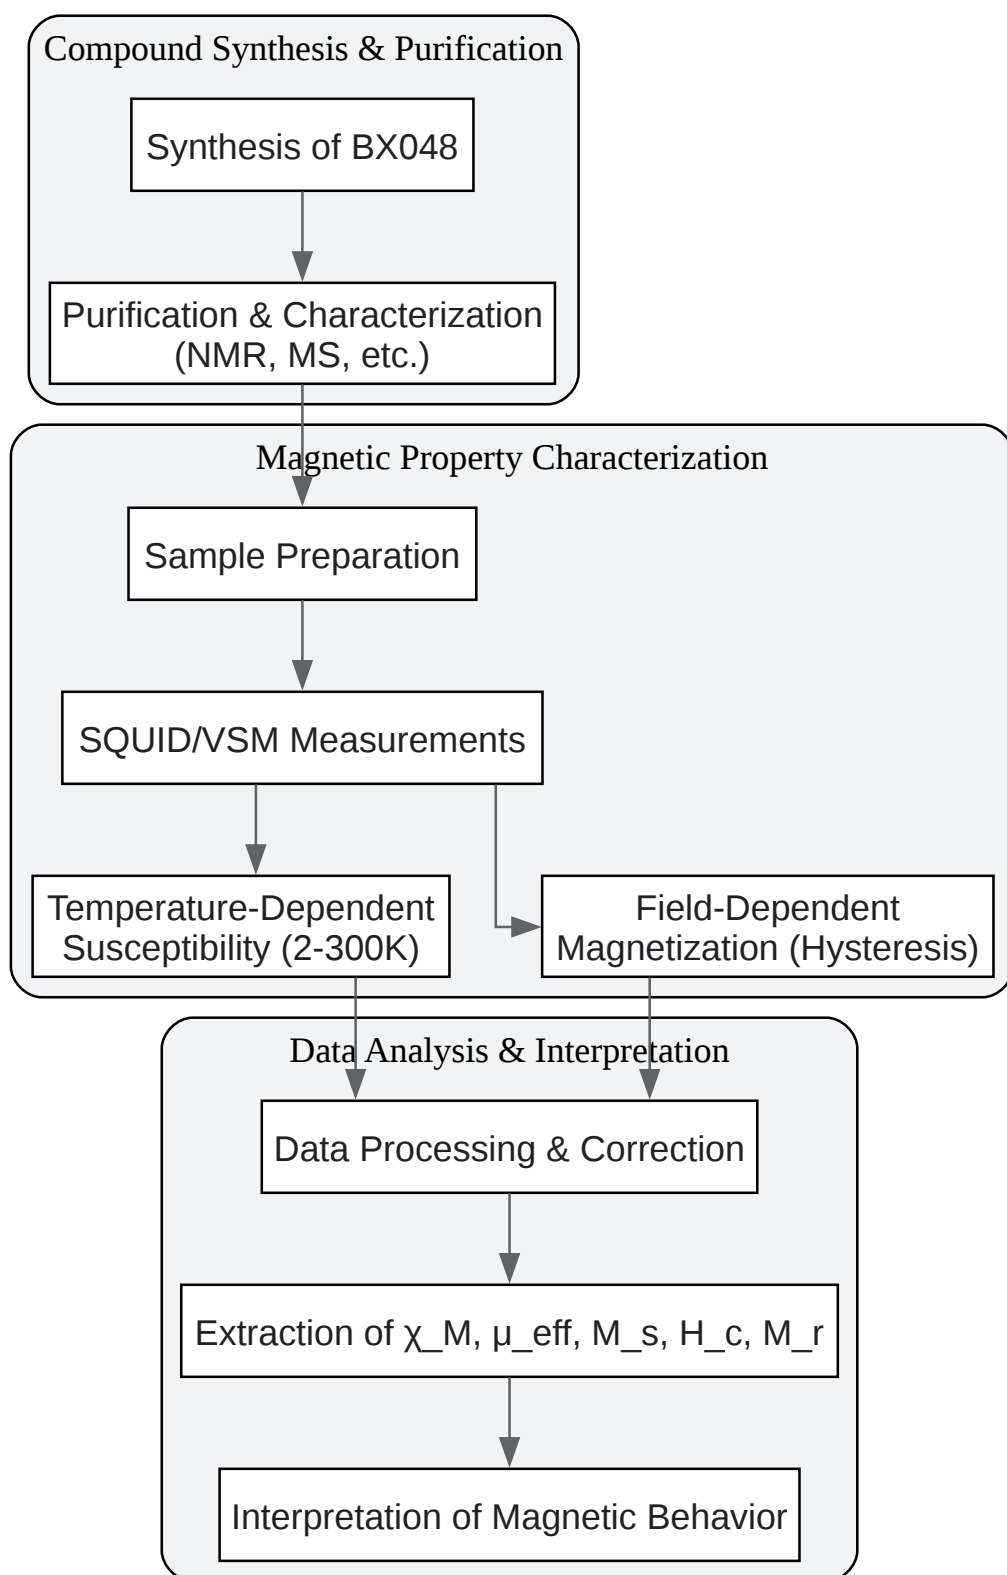 Compound Synthesis & Purification
Synthesis of BX048
Purification & Characterization
(NMR, MS, etc.)
Magnetic Property Characterization
Sample Preparation
SQUID/VSM Measurements
Temperature-Dependent
Susceptibility (2-300K)
Field-Dependent
Magnetization (Hysteresis)
Data Analysis & Interpretation
Data Processing & Correction
Extraction of χ_M, μ_eff, M_s, H_c, M_r
Interpretation of Magnetic Behavior